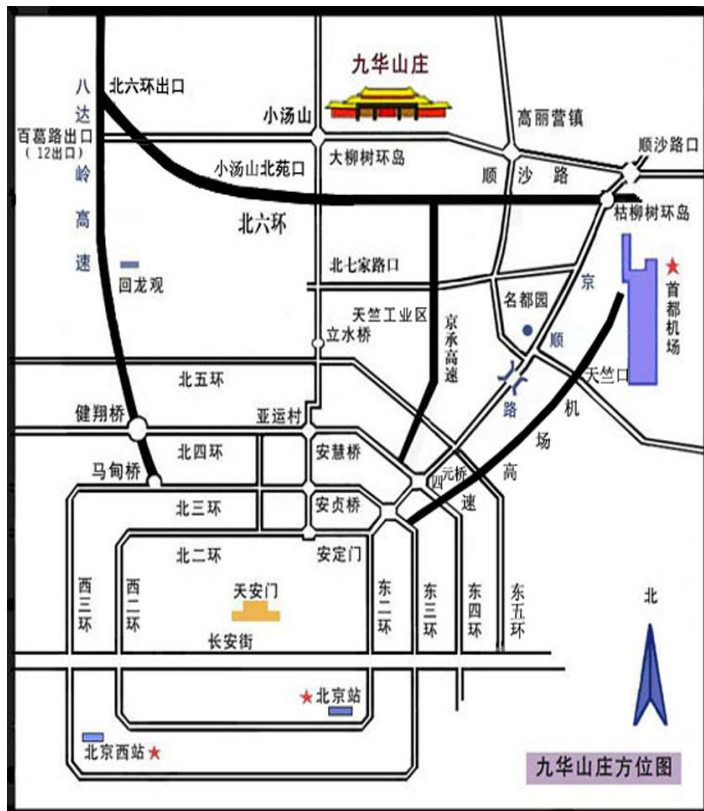 九华山庄
北六环出口
八达岭高速
小汤山
高丽营镇
百葛路出口
（12出口）
顺沙路口
大柳树环岛
小汤山北苑口
顺沙路
枯柳树环岛
北六环
北七家路口
回龙观
名都园
京顺路
首都机场
天竺工业区
京承高速
立水桥
天竺口
北五环
机场高速
健翔桥
亚运村
北四环
安慧桥
四元桥
马甸桥
北三环
安贞桥
北二环
安定门
西三环
西二环
天安门
东二环
东三环
东四环
东五环
北
长安街
北京站
北京西站
九华山庄方位图